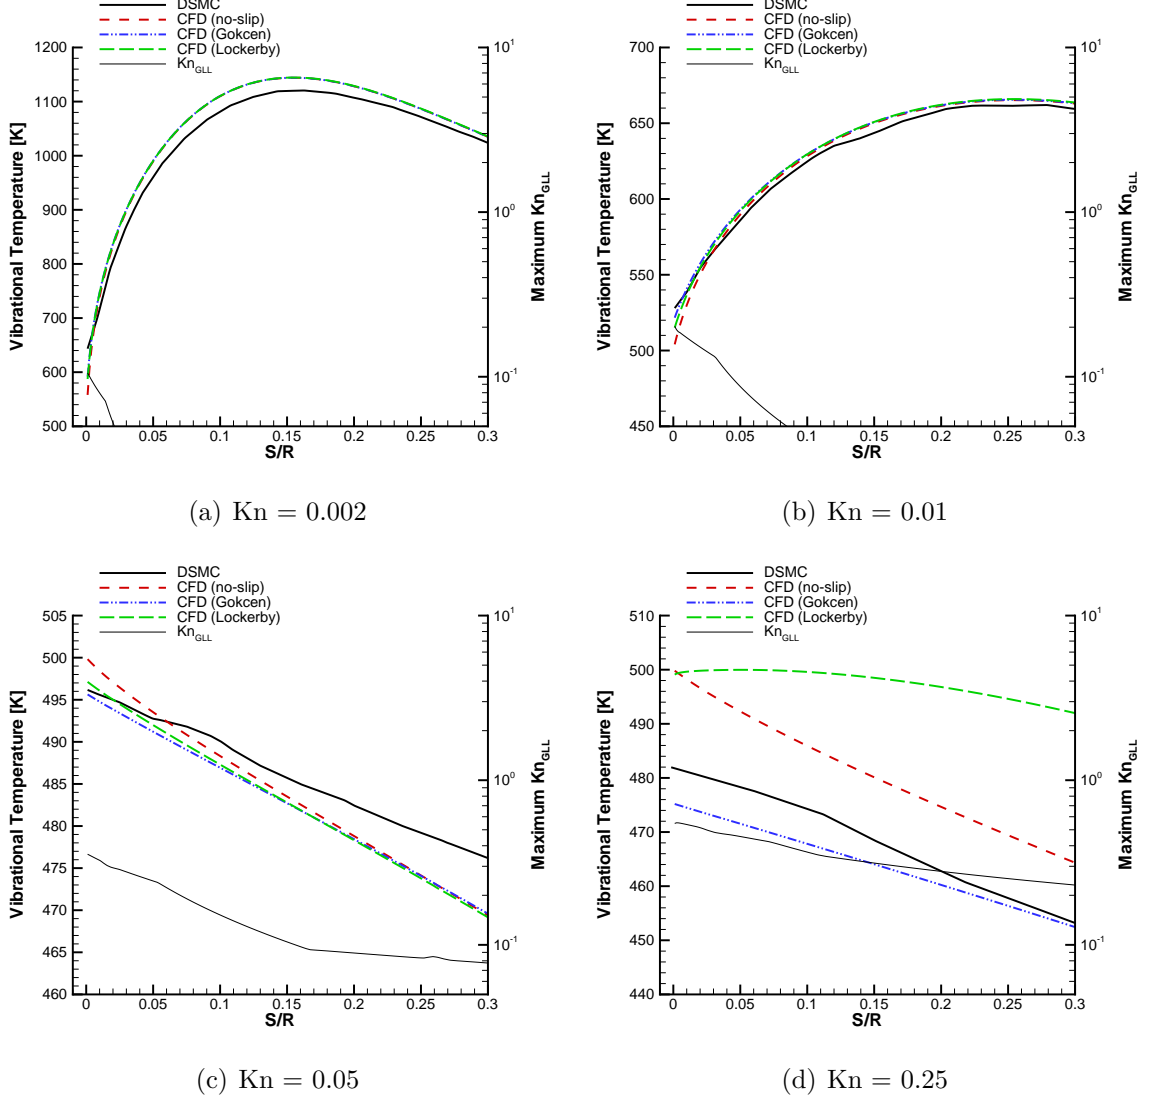 DSMC
CFD (no-slip)
CFD (Gokcen)
CFD (Lockerby)
Kn_GLL
Vibrational Temperature [K]
1200
1100
1000
900
800
700
600
500
0
0.05
0.1
0.15
0.2
0.25
0.3
S/R
10^1
10^0
10^-1
Maximum Kn_GLL
(a) Kn = 0.002
DSMC
CFD (no-slip)
CFD (Gokcen)
CFD (Lockerby)
Kn_GLL
Vibrational Temperature [K]
700
650
600
550
500
450
0
0.05
0.1
0.15
0.2
0.25
0.3
S/R
10^1
10^0
10^-1
Maximum Kn_GLL
(b) Kn = 0.01
DSMC
CFD (no-slip)
CFD (Gokcen)
CFD (Lockerby)
Kn_GLL
Vibrational Temperature [K]
505
500
495
490
485
480
475
470
465
460
0
0.05
0.1
0.15
0.2
0.25
0.3
S/R
10^1
10^0
10^-1
Maximum Kn_GLL
(c) Kn = 0.05
DSMC
CFD (no-slip)
CFD (Gokcen)
CFD (Lockerby)
Kn_GLL
Vibrational Temperature [K]
510
500
490
480
470
460
450
440
0
0.05
0.1
0.15
0.2
0.25
0.3
S/R
10^1
10^0
10^-1
Maximum Kn_GLL
(d) Kn = 0.25